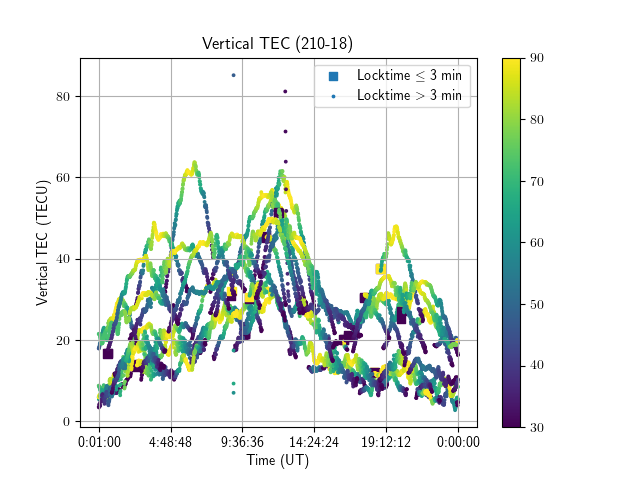 Vertical TEC (210-18)
Locktime ≤ 3 min
Locktime > 3 min
Vertical TEC (TECU)
80
60
40
20
0
0:01:00 4:48:48 9:36:36 14:24:24 19:12:12 0:00:00
Time (UT)
90
80
70
60
50
40
30